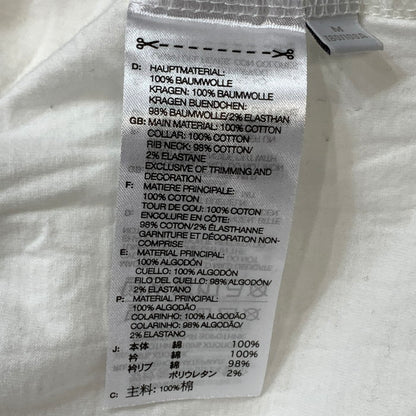 D: HAUPTMATERIAL:
100% BAUMWOLLE
KRAGEN: 100% BAUMWOLLE
KRAGEN BUENDCHEN:
98% BAUMWOLLE/2% ELASTHAN
GB: MAIN MATERIAL: 100% COTTON
COLLAR: 100% COTTON
RIB NECK: 98% COTTON/
2% ELASTANE
EXCLUSIVE OF TRIMMING AND
DECORATION
F: MATIERE PRINCIPALE:
100% COTON
TOUR DE COU: 100% COTON
ENCOLURE EN CÔTE:
98% COTON/2% ÉLASTHANNE
GARNITURE ET DÉCORATION NON-
COMPRISE
E: MATERIAL PRINCIPAL:
100% ALGODÓN
CUELLO: 100% ALGODÓN
FILO DEL CUELLO: 98% ALGODÓN/
2% ELASTANO
P: MATERIAL PRINCIPAL:
100% ALGODÃO
COLARINHO: 100% ALGODÃO
COLARINHO: 98% ALGODÃO/
2% ELASTANO
J: 本体 綿 100%
衿 綿 100%
衿リブ 綿 98%
ポリウレタン 2%
C: 主料: 100% 棉
M